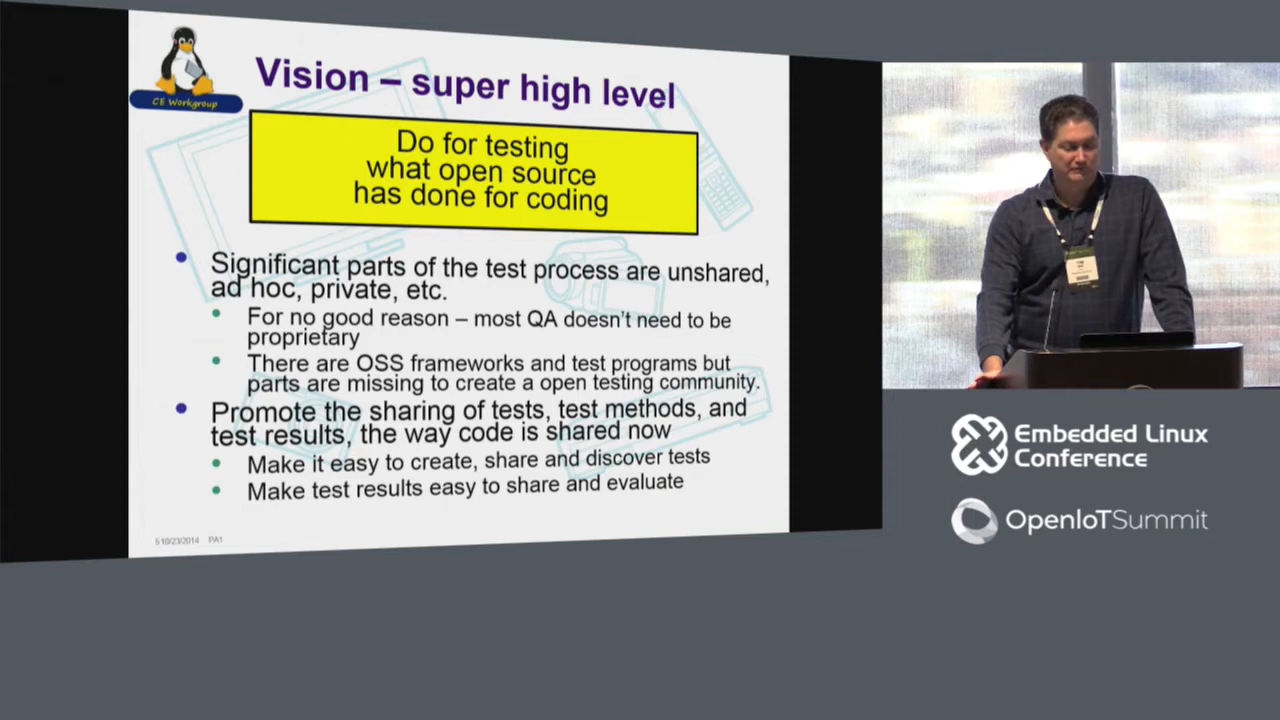 CE Workgroup
Vision – super high level
Do for testing
what open source
has done for coding
Significant parts of the test process are unshared,
ad hoc, private, etc.
For no good reason – most QA doesn't need to be
proprietary
There are OSS frameworks and test programs but
parts are missing to create a open testing community.
Promote the sharing of tests, test methods, and
test results, the way code is shared now
Make it easy to create, share and discover tests
Make test results easy to share and evaluate
10/23/2014 PA1
Embedded Linux
Conference
OpenIoTSummit